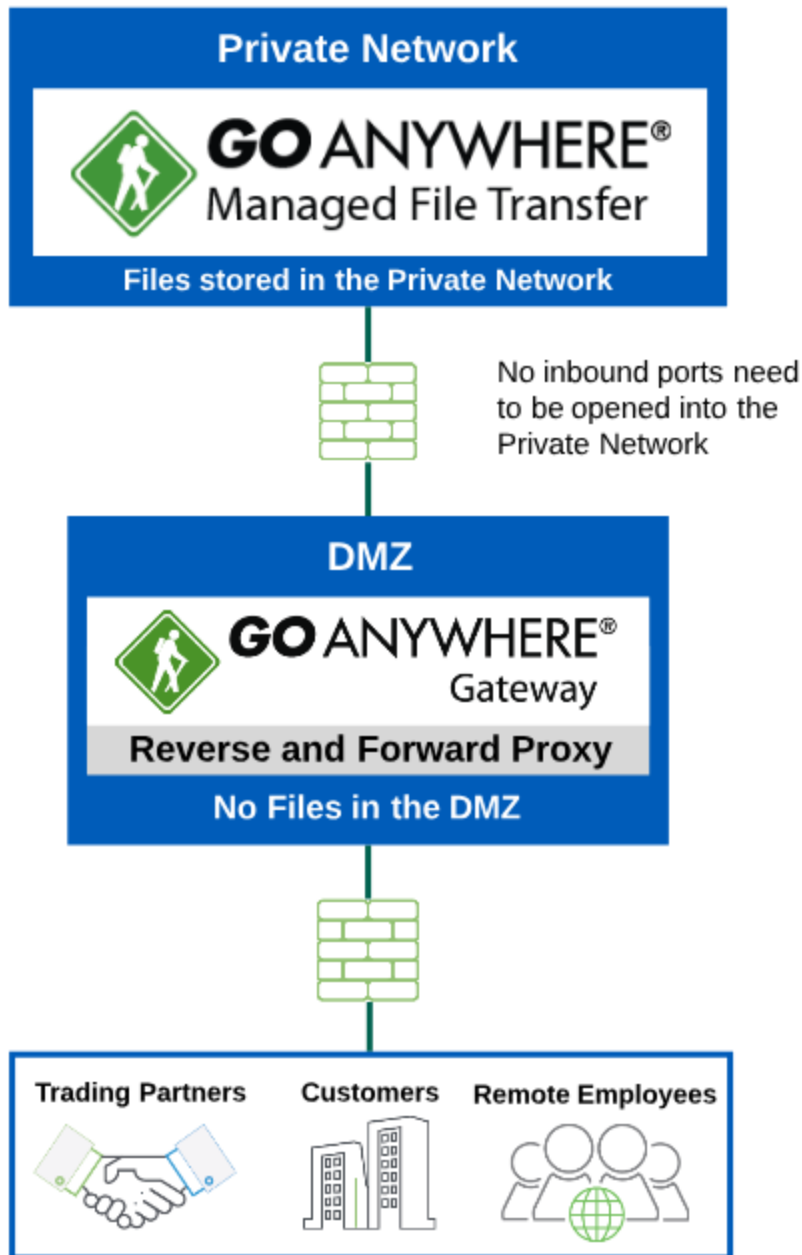 Private Network
GO ANYWHERE®
Managed File Transfer
Files stored in the Private Network
No inbound ports need
to be opened into the
Private Network
DMZ
GO ANYWHERE®
Gateway
Reverse and Forward Proxy
No Files in the DMZ
Trading Partners
Customers
Remote Employees